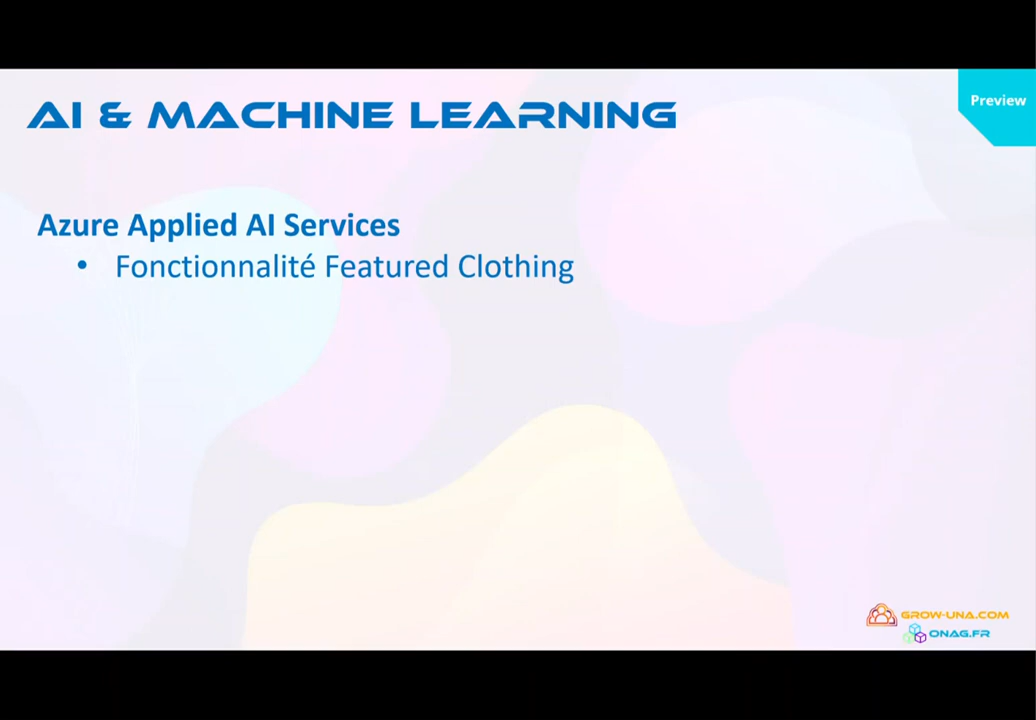 AI & MACHINE LEARNING
Preview
Azure Applied AI Services
• Fonctionnalité Featured Clothing
GROW-UNA.COM
ONAG.FR